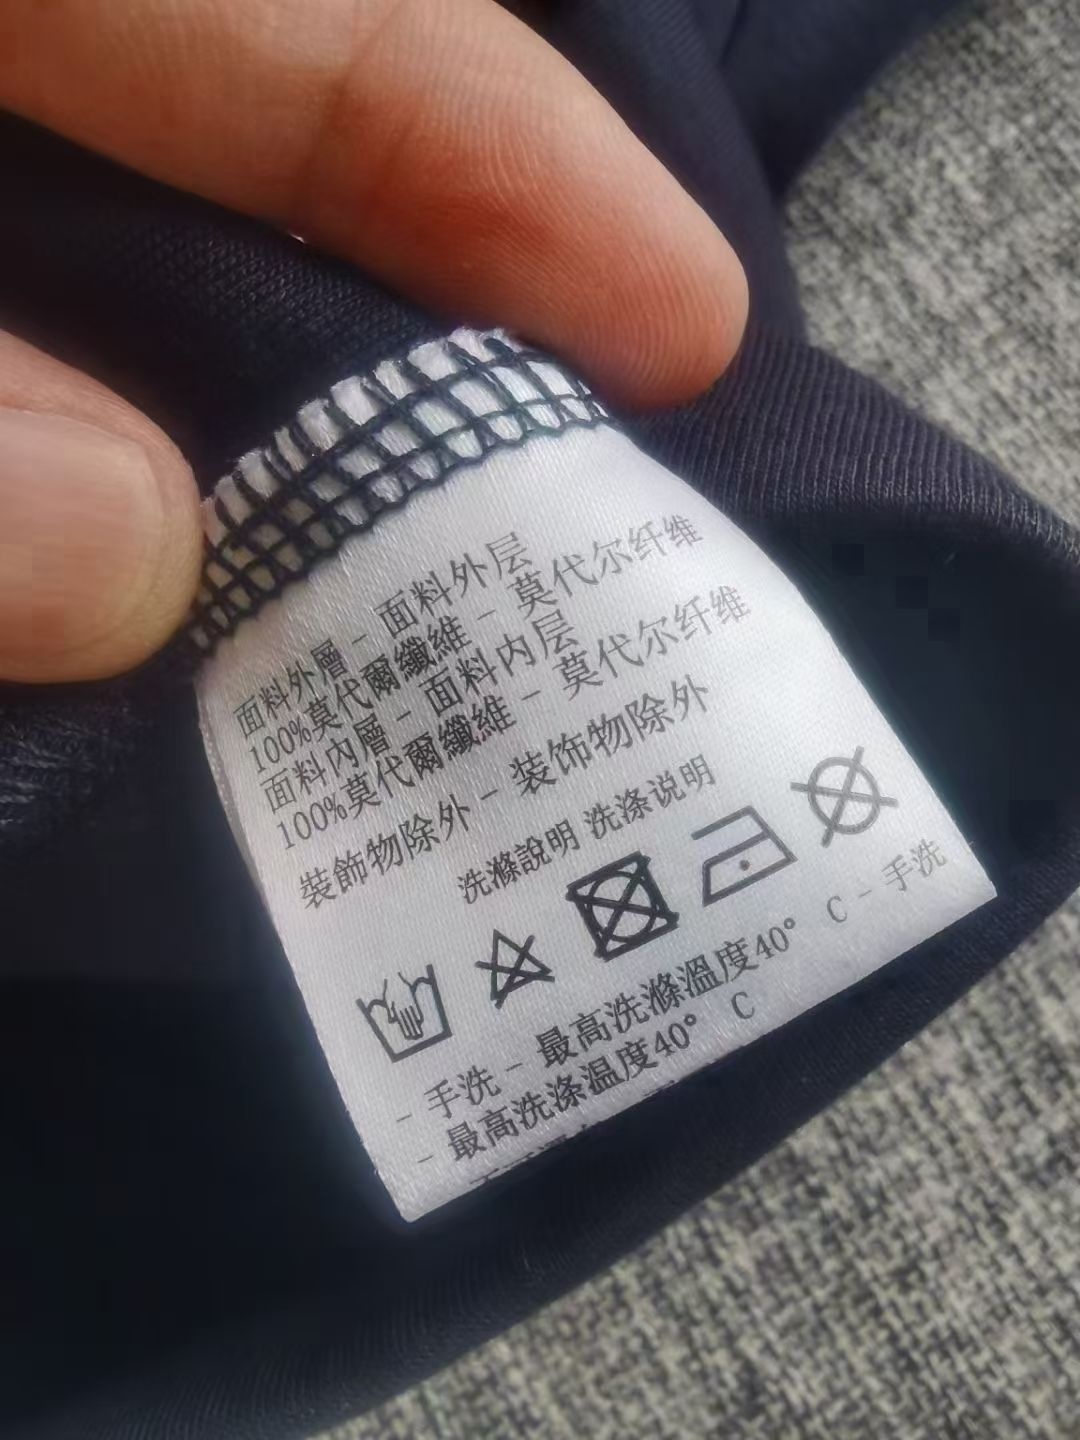 面料外層 - 面料外层
100%莫代爾纖維 - 莫代尔纤维
面料內層 - 面料内层
100%莫代爾纖維 - 莫代尔纤维
裝飾物除外 - 装饰物除外
洗滌說明 洗涤说明
- 手洗 - 最高洗滌溫度40° C - 手洗
- 最高洗涤温度40° C